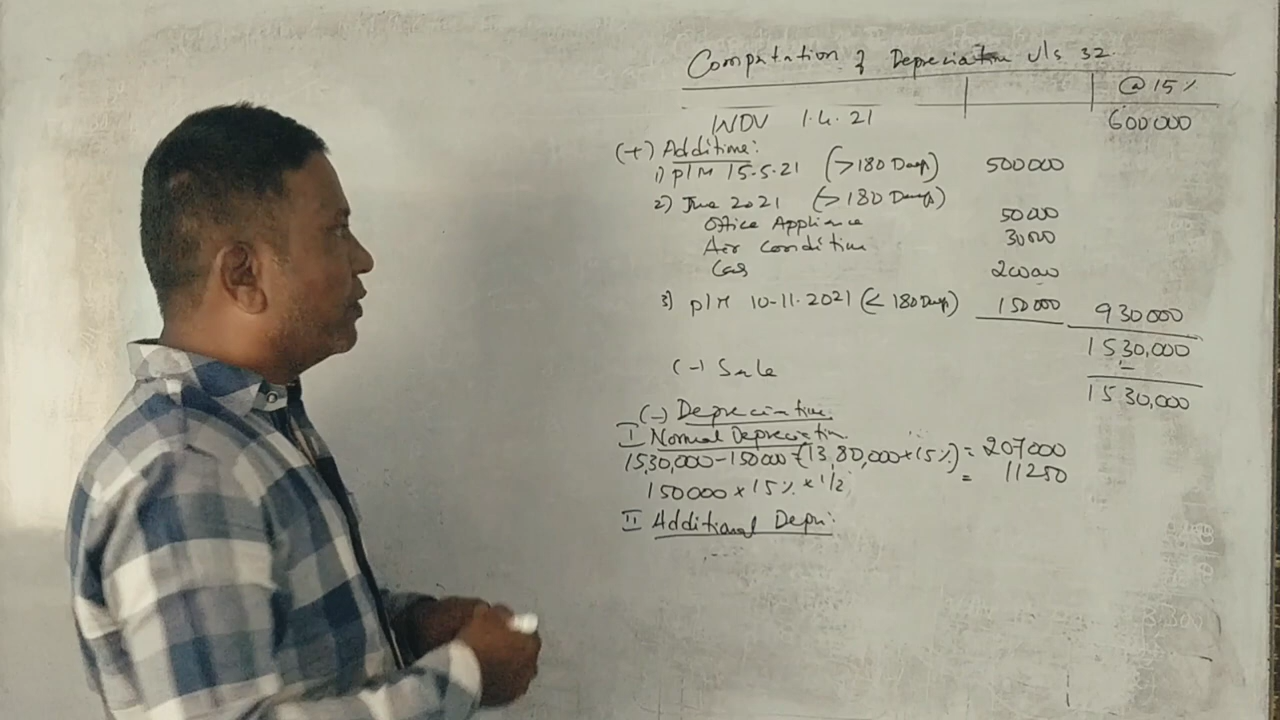 Computation of Depreciation u/s 32.
@ 15%
WDV 1.4.21 600000
(+) Additions:
1) P/M 15.5.21 (>180 Days) 500000
2) June 2021 (>180 Days)
Office Appliance 50000
Air Condition 30000
Car 200000
3) P/M 10-11.2021 (< 180 Days) 150000 930000
1530,000
(-) Sale -
1530,000
(-) Depreciation
I Normal Depreciation
15,30,000-150000 = (13,80,000×15%) = 207000
150000 × 15% × 1/2 = 11250
II Additional Depn: